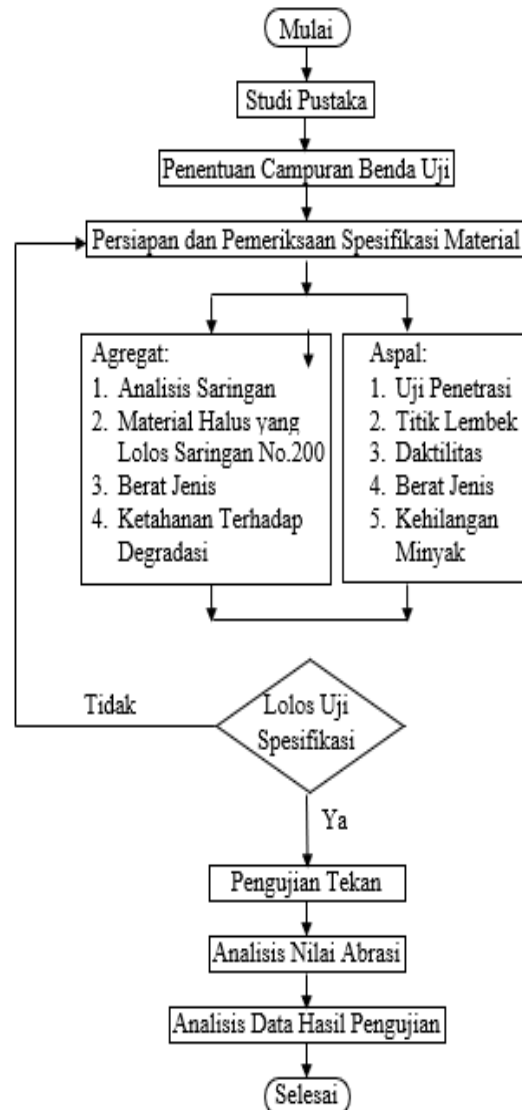 Mulai
Studi Pustaka
Penentuan Campuran Benda Uji
Persiapan dan Pemeriksaan Spesifikasi Material
Agregat:
1. Analisis Saringan
2. Material Halus yang
Lolos Saringan No.200
3. Berat Jenis
4. Ketahanan Terhadap
Degradasi
Aspal:
1. Uji Penetrasi
2. Titik Lembek
3. Daktilitas
4. Berat Jenis
5. Kehilangan
Minyak
Tidak
Lolos Uji
Spesifikasi
Ya
Pengujian Tekan
Analisis Nilai Abrasi
Analisis Data Hasil Pengujian
Selesai